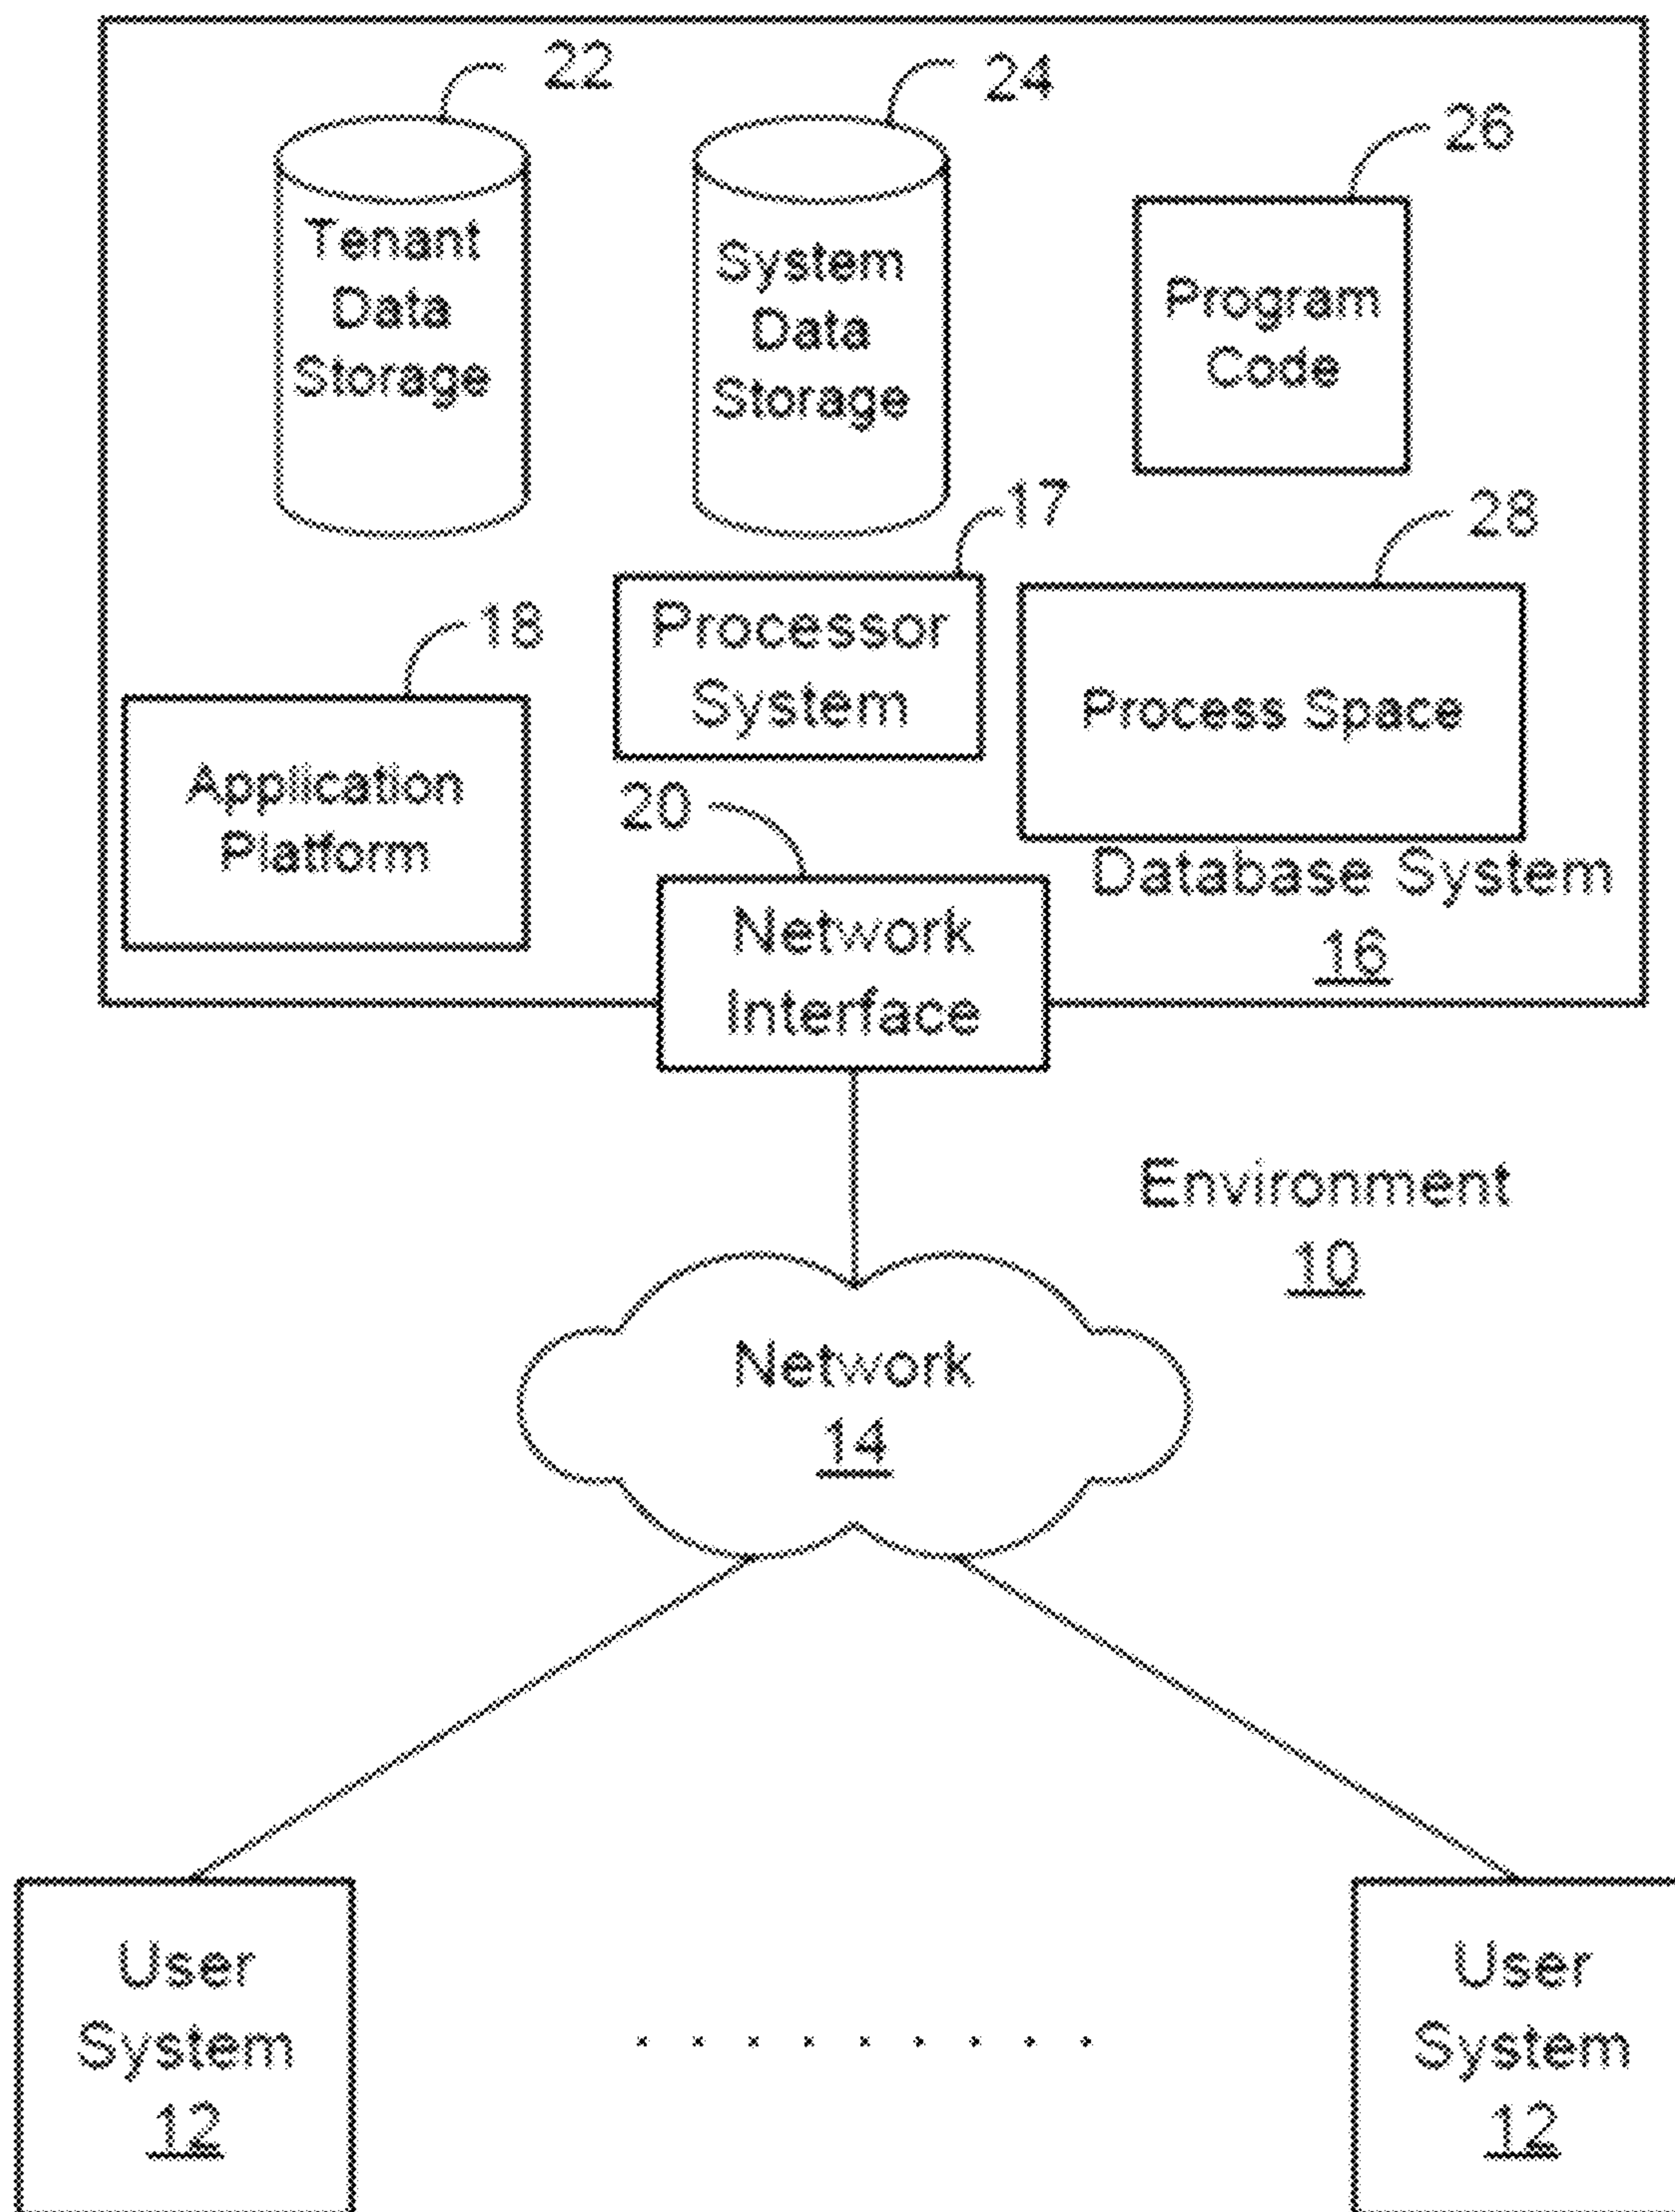 22
24
26
Tenant
Data
Storage
System
Data
Storage
Program
Code
17
28
18
Processor
System
Process Space
Application
Platform
20
Database System
16
Network
Interface
Environment
10
Network
14
User
System
12
User
System
12